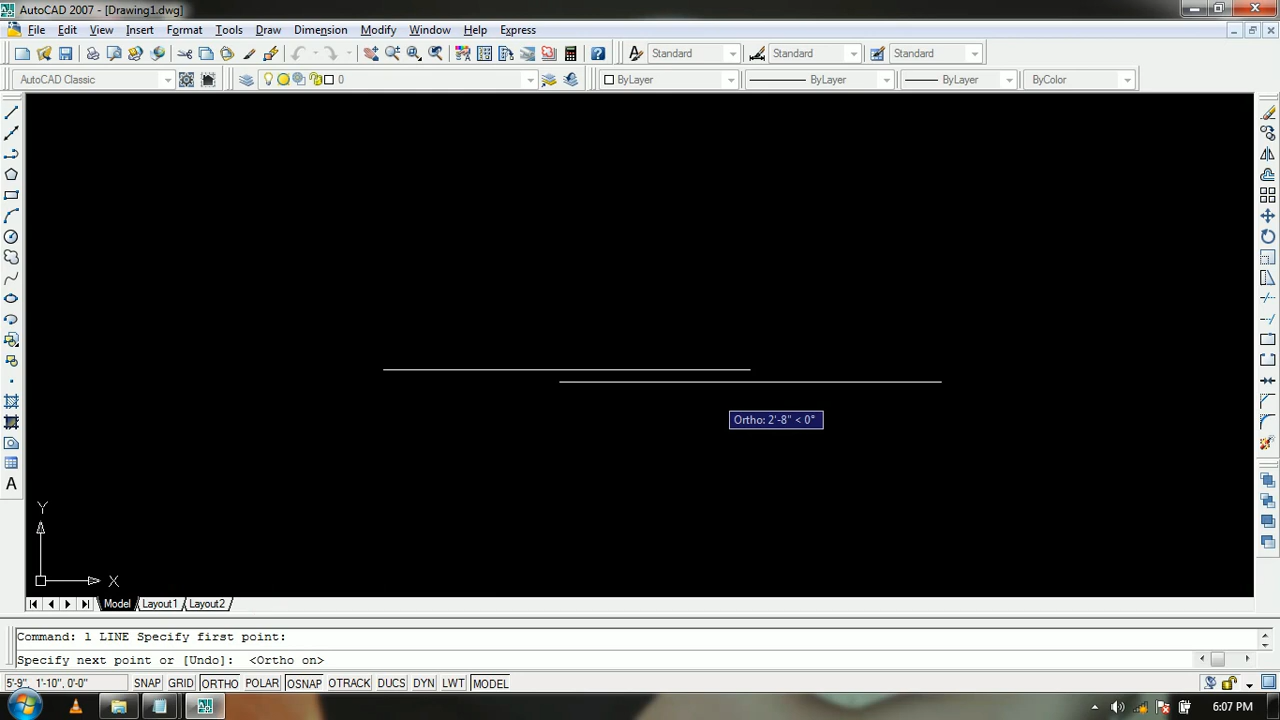 AutoCAD 2007 - [Drawing1.dwg]
File Edit View Insert Format Tools Draw Dimension Modify Window Help Express
Standard Standard Standard
AutoCAD Classic 0 ByLayer ByLayer ByLayer ByColor
Ortho: 2'-8" < 0°
A
Y
X
Model Layout1 Layout2
Command: l LINE Specify first point:
Specify next point or [Undo]: <Ortho on>
5'-9", 1'-10", 0'-0" SNAP GRID ORTHO POLAR OSNAP OTRACK DUCS DYN LWT MODEL
6:07 PM